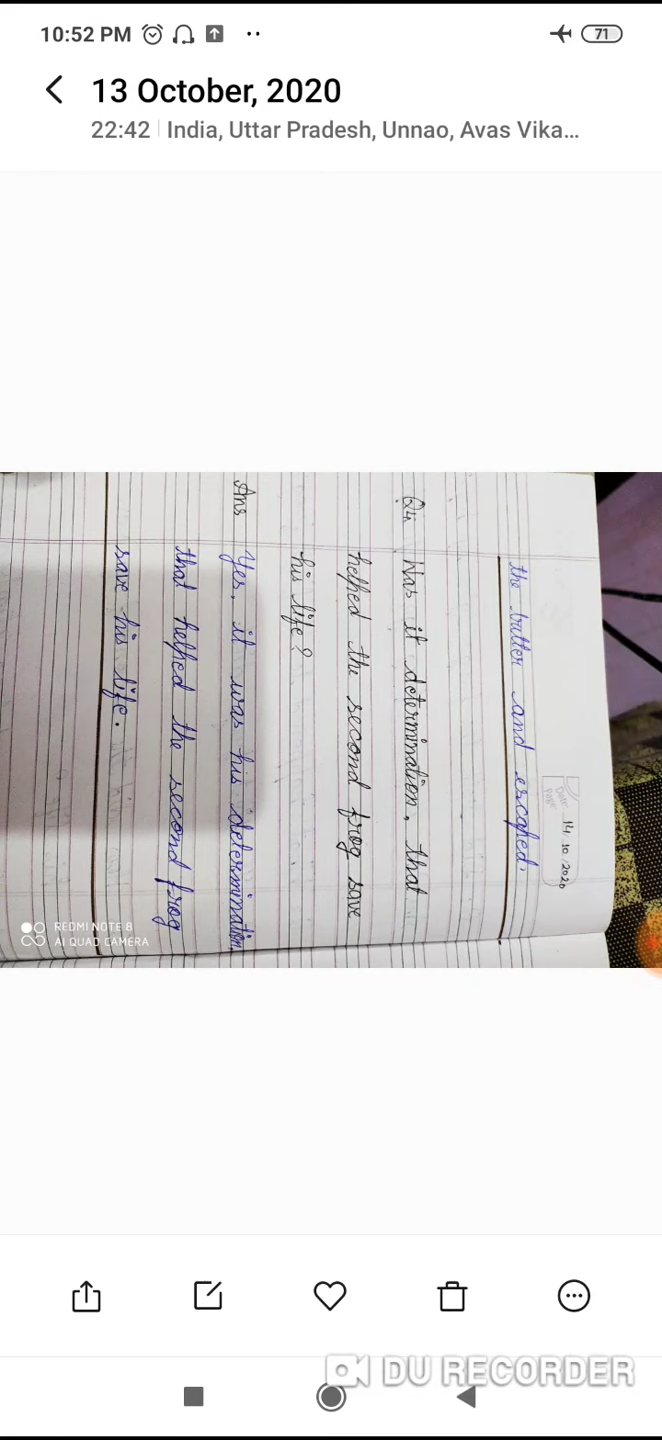 10:52 PM
71
13 October, 2020
22:42 India, Uttar Pradesh, Unnao, Avas Vika...
Date 14.10.2020
Page
the butter and escaped.
Q4. Was it determination, that
helped the second frog save
his life?
Ans Yes, it was his determination
that helped the second frog
save his life.
REDMI NOTE 8
AI QUAD CAMERA
DU RECORDER